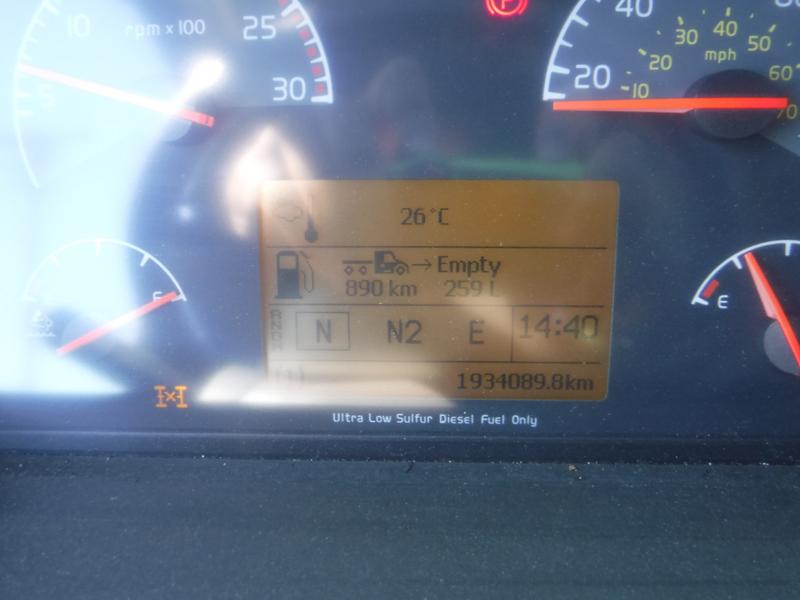 10 rpm x 100 25
5 30
40
20
10 20 30 40 50 60 70
mph
P
26°C
→ Empty
890 km 259 L
N N2 E 14:40
1934089.8km
E
E
Ultra Low Sulfur Diesel Fuel Only